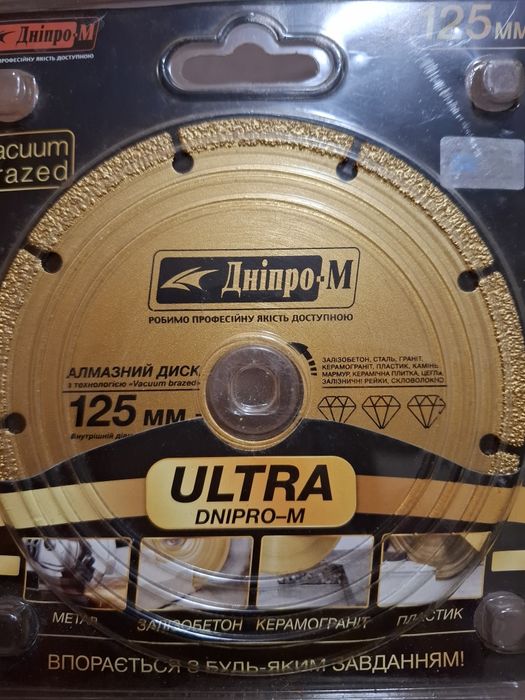 Дніпро-М
ПРОФЕСІЙНУ ЯКІСТЬ ДОСТУПНОЮ
125мм
acuum
razed
Дніпро-М
РОБИМО ПРОФЕСІЙНУ ЯКІСТЬ ДОСТУПНОЮ
АЛМАЗНИЙ ДИСК
з технологією «Vacuum brazed»
125 мм
Внутрішній
ЗАЛІЗОБЕТОН, СТАЛЬ, ГРАНІТ,
КЕРАМОГРАНІТ, ПЛАСТИК, КАМІНЬ,
МАРМУР, КЕРАМІЧНА ПЛИТКА, ЦЕГЛА,
ЗАЛІЗНИЧНІ РЕЙКИ, СКЛОВОЛОКНО
ULTRA
DNIPRO-M
МЕТАЛ ЗАЛІЗОБЕТОН КЕРАМОГРАНІТ ПЛАСТИК
ВПОРАЄТЬСЯ З БУДЬ-ЯКИМ ЗАВДАННЯМ!